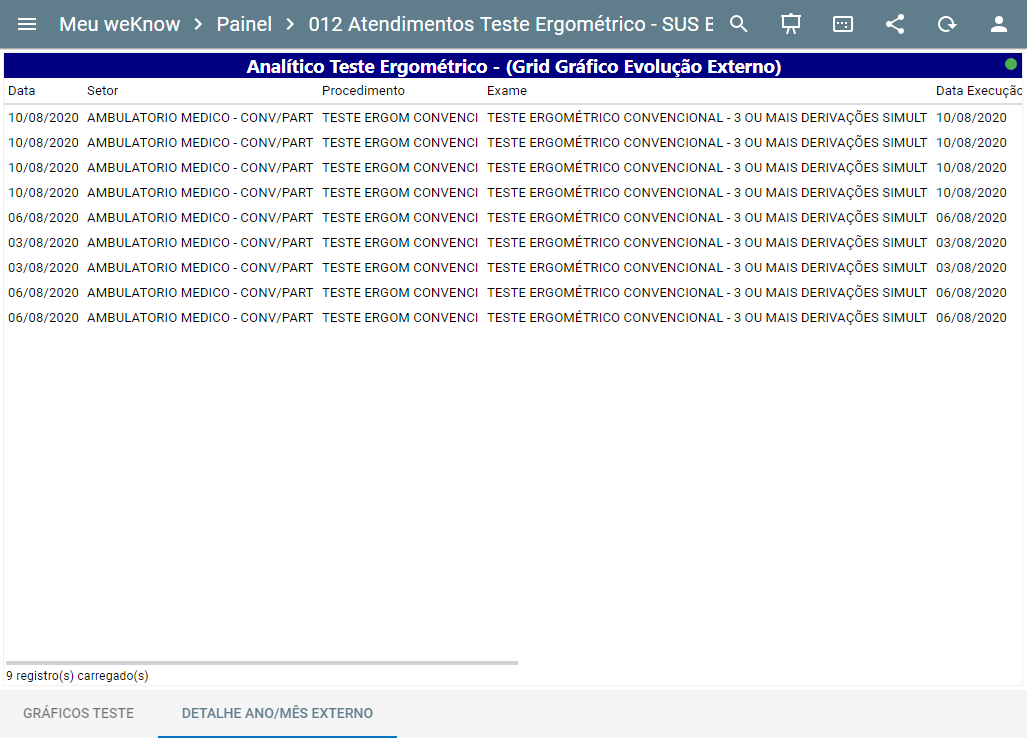 Meu weKnow > Painel > 012 Atendimentos Teste Ergométrico - SUS E
Analítico Teste Ergométrico - (Grid Gráfico Evolução Externo)
Data Setor Procedimento Exame Data Execução
10/08/2020 AMBULATORIO MEDICO - CONV/PART TESTE ERGOM CONVENCI TESTE ERGOMÉTRICO CONVENCIONAL - 3 OU MAIS DERIVAÇÕES SIMULT 10/08/2020
10/08/2020 AMBULATORIO MEDICO - CONV/PART TESTE ERGOM CONVENCI TESTE ERGOMÉTRICO CONVENCIONAL - 3 OU MAIS DERIVAÇÕES SIMULT 10/08/2020
10/08/2020 AMBULATORIO MEDICO - CONV/PART TESTE ERGOM CONVENCI TESTE ERGOMÉTRICO CONVENCIONAL - 3 OU MAIS DERIVAÇÕES SIMULT 10/08/2020
10/08/2020 AMBULATORIO MEDICO - CONV/PART TESTE ERGOM CONVENCI TESTE ERGOMÉTRICO CONVENCIONAL - 3 OU MAIS DERIVAÇÕES SIMULT 10/08/2020
06/08/2020 AMBULATORIO MEDICO - CONV/PART TESTE ERGOM CONVENCI TESTE ERGOMÉTRICO CONVENCIONAL - 3 OU MAIS DERIVAÇÕES SIMULT 06/08/2020
03/08/2020 AMBULATORIO MEDICO - CONV/PART TESTE ERGOM CONVENCI TESTE ERGOMÉTRICO CONVENCIONAL - 3 OU MAIS DERIVAÇÕES SIMULT 03/08/2020
03/08/2020 AMBULATORIO MEDICO - CONV/PART TESTE ERGOM CONVENCI TESTE ERGOMÉTRICO CONVENCIONAL - 3 OU MAIS DERIVAÇÕES SIMULT 03/08/2020
06/08/2020 AMBULATORIO MEDICO - CONV/PART TESTE ERGOM CONVENCI TESTE ERGOMÉTRICO CONVENCIONAL - 3 OU MAIS DERIVAÇÕES SIMULT 06/08/2020
06/08/2020 AMBULATORIO MEDICO - CONV/PART TESTE ERGOM CONVENCI TESTE ERGOMÉTRICO CONVENCIONAL - 3 OU MAIS DERIVAÇÕES SIMULT 06/08/2020
9 registro(s) carregado(s)
GRÁFICOS TESTE DETALHE ANO/MÊS EXTERNO